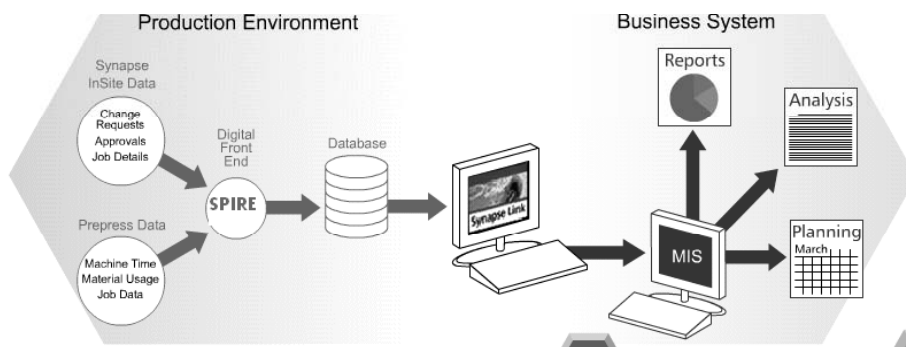 Production Environment
Business System
Synapse
InSite Data
Change
Requests
Approvals
Job Details
Digital
Front
End
SPIRE
Database
Prepress Data
Machine Time
Material Usage
Job Data
Synapse Link
MIS
Reports
Analysis
Planning
March